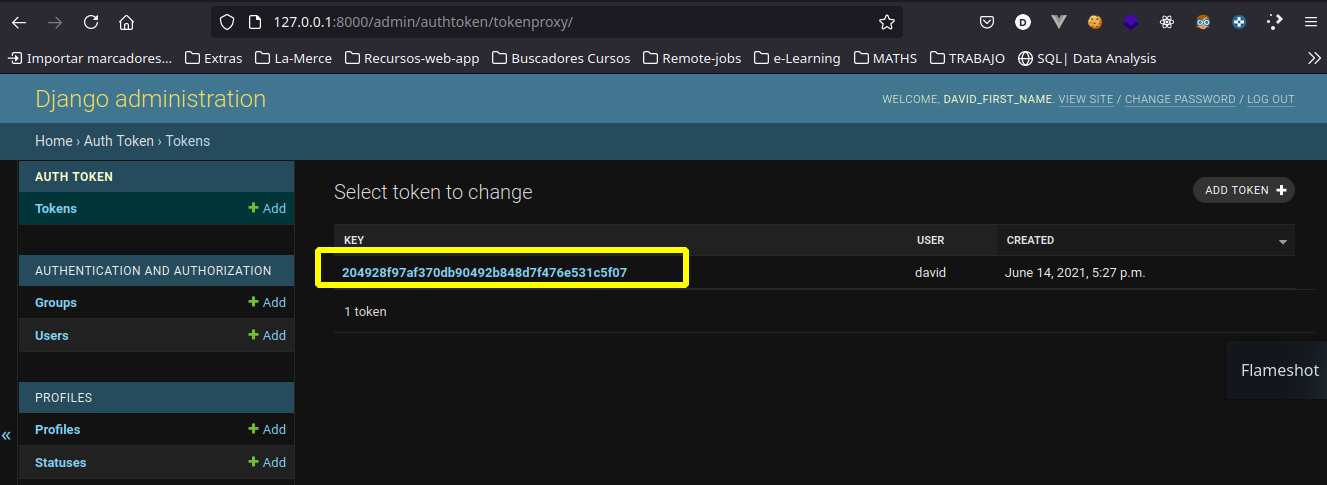 127.0.0.1:8000/admin/authtoken/tokenproxy/
Importar marcadores... Extras La-Merce Recursos-web-app Buscadores Cursos Remote-jobs e-Learning MATHS TRABAJO SQL| Data Analysis
Django administration
WELCOME, DAVID_FIRST_NAME. VIEW SITE / CHANGE PASSWORD / LOG OUT
Home › Auth Token › Tokens
AUTH TOKEN
Tokens + Add
AUTHENTICATION AND AUTHORIZATION
Groups + Add
Users + Add
PROFILES
Profiles + Add
Statuses + Add
«
Select token to change
ADD TOKEN +
KEY USER CREATED
204928f97af370db90492b848d7f476e531c5f07 david June 14, 2021, 5:27 p.m.
1 token
Flameshot